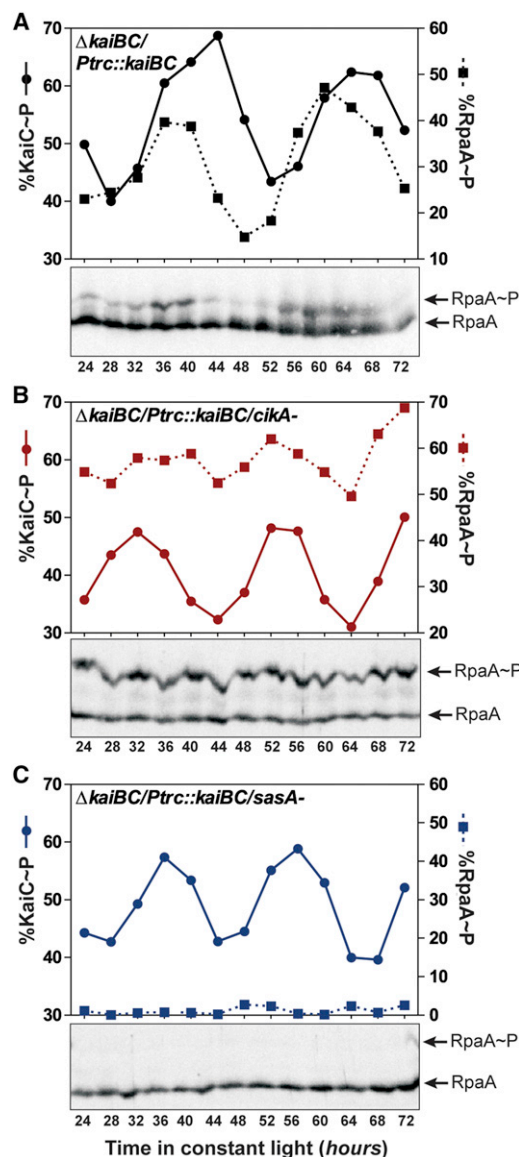 A
ΔkaiBC/
Ptrc::kaiBC
%KaiC~P
%RpaA~P
70
60
50
40
30
60
50
40
30
20
10
RpaA~P
RpaA
24 28 32 36 40 44 48 52 56 60 64 68 72
B
ΔkaiBC/Ptrc::kaiBC/cikA-
%KaiC~P
%RpaA~P
70
60
50
40
30
70
60
50
40
30
20
RpaA~P
RpaA
24 28 32 36 40 44 48 52 56 60 64 68 72
C
ΔkaiBC/Ptrc::kaiBC/sasA-
%KaiC~P
%RpaA~P
70
60
50
40
30
60
50
40
30
20
10
0
RpaA~P
RpaA
24 28 32 36 40 44 48 52 56 60 64 68 72
Time in constant light (hours)